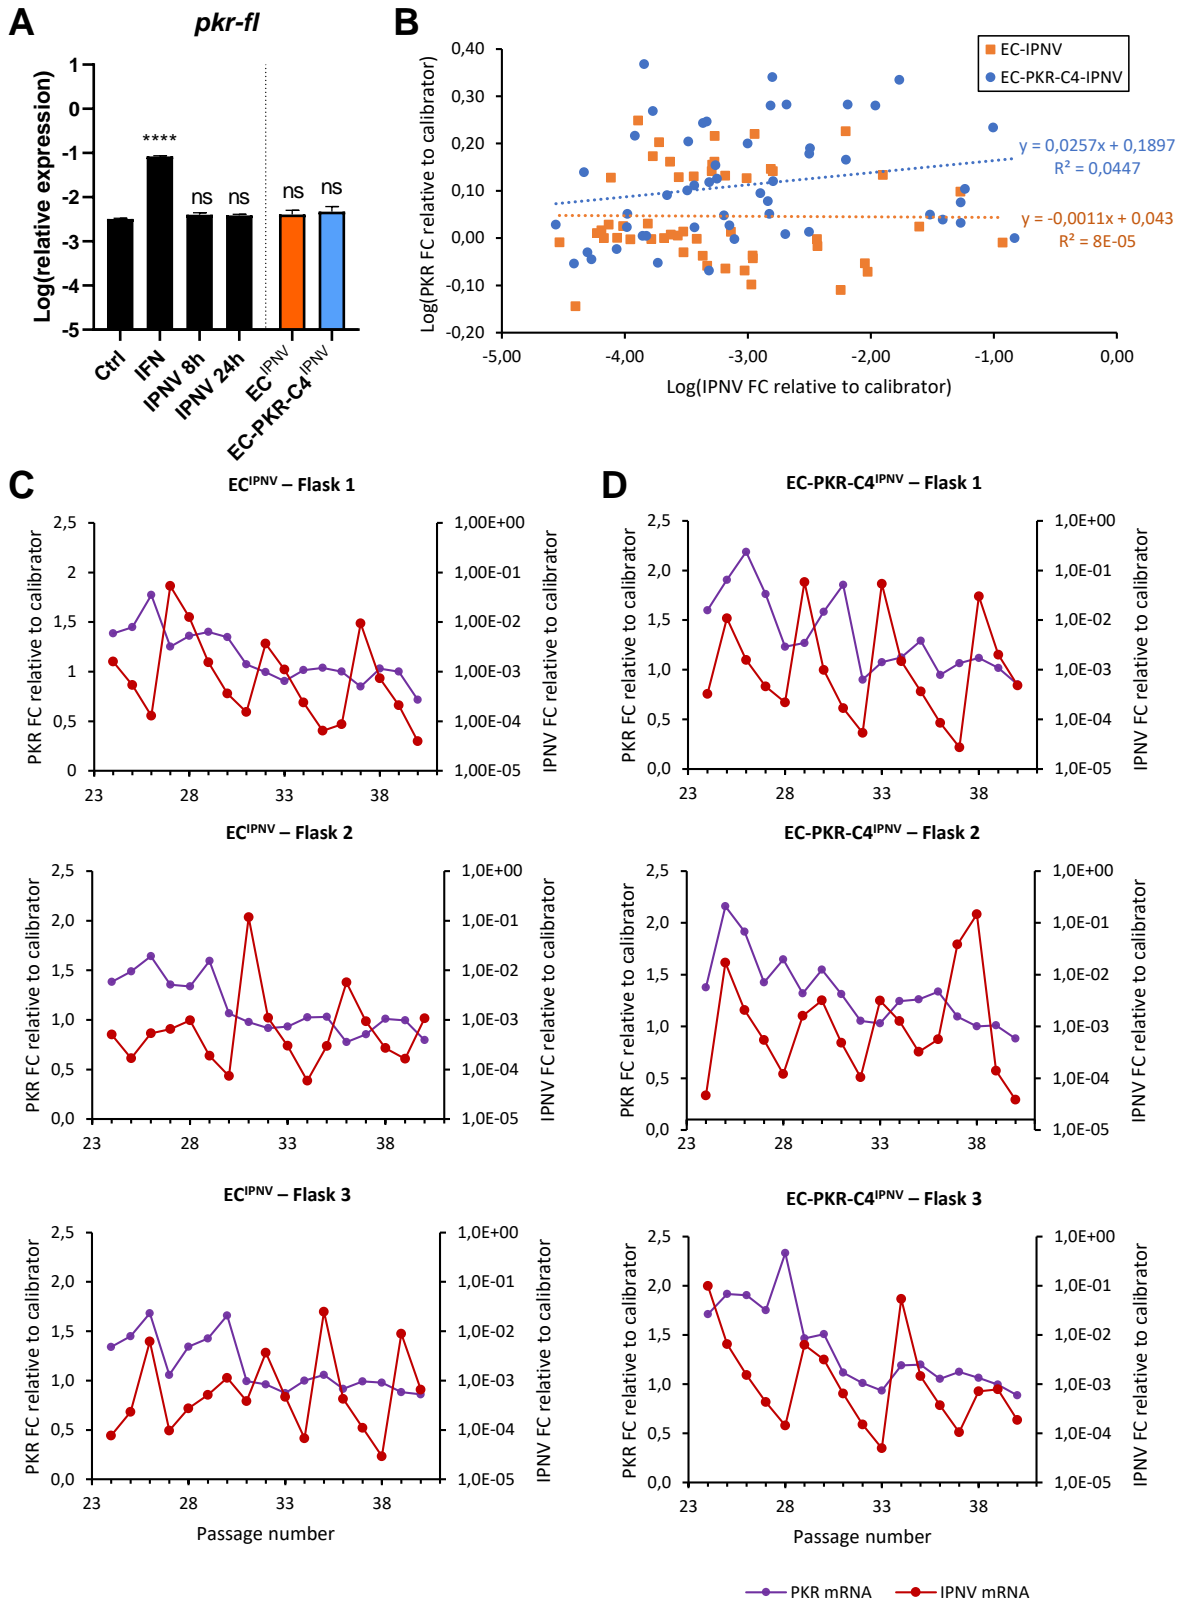 A
pkr-fl
Log(relative expression)
1
0
-1
-2
-3
-4
-5
****
ns
ns
ns
ns
Ctrl
IFN
IPNV 8h
IPNV 24h
EC^IPNV
EC-PKR-C4^IPNV
B
Log(PKR FC relative to calibrator)
0,40
0,30
0,20
0,10
0,00
-0,10
-0,20
EC-IPNV
EC-PKR-C4-IPNV
y = 0,0257x + 0,1897
R² = 0,0447
y = -0,0011x + 0,043
R² = 8E-05
-5,00 -4,00 -3,00 -2,00 -1,00 0,00
Log(IPNV FC relative to calibrator)
C
EC^IPNV – Flask 1
PKR FC relative to calibrator
2,5
2
1,5
1
0,5
0
1,00E+00
1,00E-01
1,00E-02
1,00E-03
1,00E-04
1,00E-05
IPNV FC relative to calibrator
23 28 33 38
EC^IPNV – Flask 2
PKR FC relative to calibrator
2,5
2,0
1,5
1,0
0,5
0,0
1,0E+00
1,0E-01
1,0E-02
1,0E-03
1,0E-04
1,0E-05
IPNV FC relative to calibrator
23 28 33 38
EC^IPNV – Flask 3
PKR FC relative to calibrator
2,5
2,0
1,5
1,0
0,5
0,0
1,0E+00
1,0E-01
1,0E-02
1,0E-03
1,0E-04
1,0E-05
IPNV FC relative to calibrator
23 28 33 38
Passage number
D
EC-PKR-C4^IPNV – Flask 1
PKR FC relative to calibrator
2,5
2,0
1,5
1,0
0,5
0,0
1,0E+00
1,0E-01
1,0E-02
1,0E-03
1,0E-04
1,0E-05
IPNV FC relative to calibrator
23 28 33 38
EC-PKR-C4^IPNV – Flask 2
PKR FC relative to calibrator
2,5
2,0
1,5
1,0
0,5
0,0
1,0E+00
1,0E-01
1,0E-02
1,0E-03
1,0E-04
1,0E-05
IPNV FC relative to calibrator
23 28 33 38
EC-PKR-C4^IPNV – Flask 3
PKR FC relative to calibrator
2,5
2,0
1,5
1,0
0,5
0,0
1,0E+00
1,0E-01
1,0E-02
1,0E-03
1,0E-04
1,0E-05
IPNV FC relative to calibrator
23 28 33 38
Passage number
PKR mRNA
IPNV mRNA